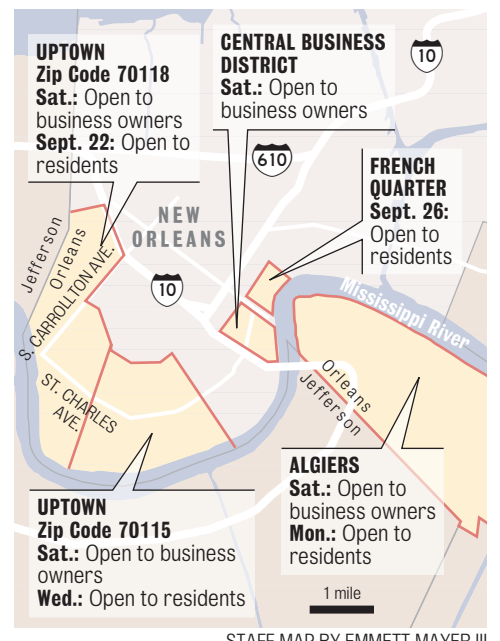 UPTOWN
Zip Code 70118
Sat.: Open to
business owners
Sept. 22: Open to
residents
CENTRAL BUSINESS
DISTRICT
Sat.: Open to
business owners
10
610
FRENCH
QUARTER
Sept. 26:
Open to
residents
NEW
ORLEANS
Jefferson
Orleans
S. CARROLLTON AVE.
10
Mississippi River
ST. CHARLES
AVE.
Orleans
Jefferson
UPTOWN
Zip Code 70115
Sat.: Open to business
owners
Wed.: Open to residents
ALGIERS
Sat.: Open to
business owners
Mon.: Open to
residents
1 mile
STAFF MAP BY EMMETT MAYER III